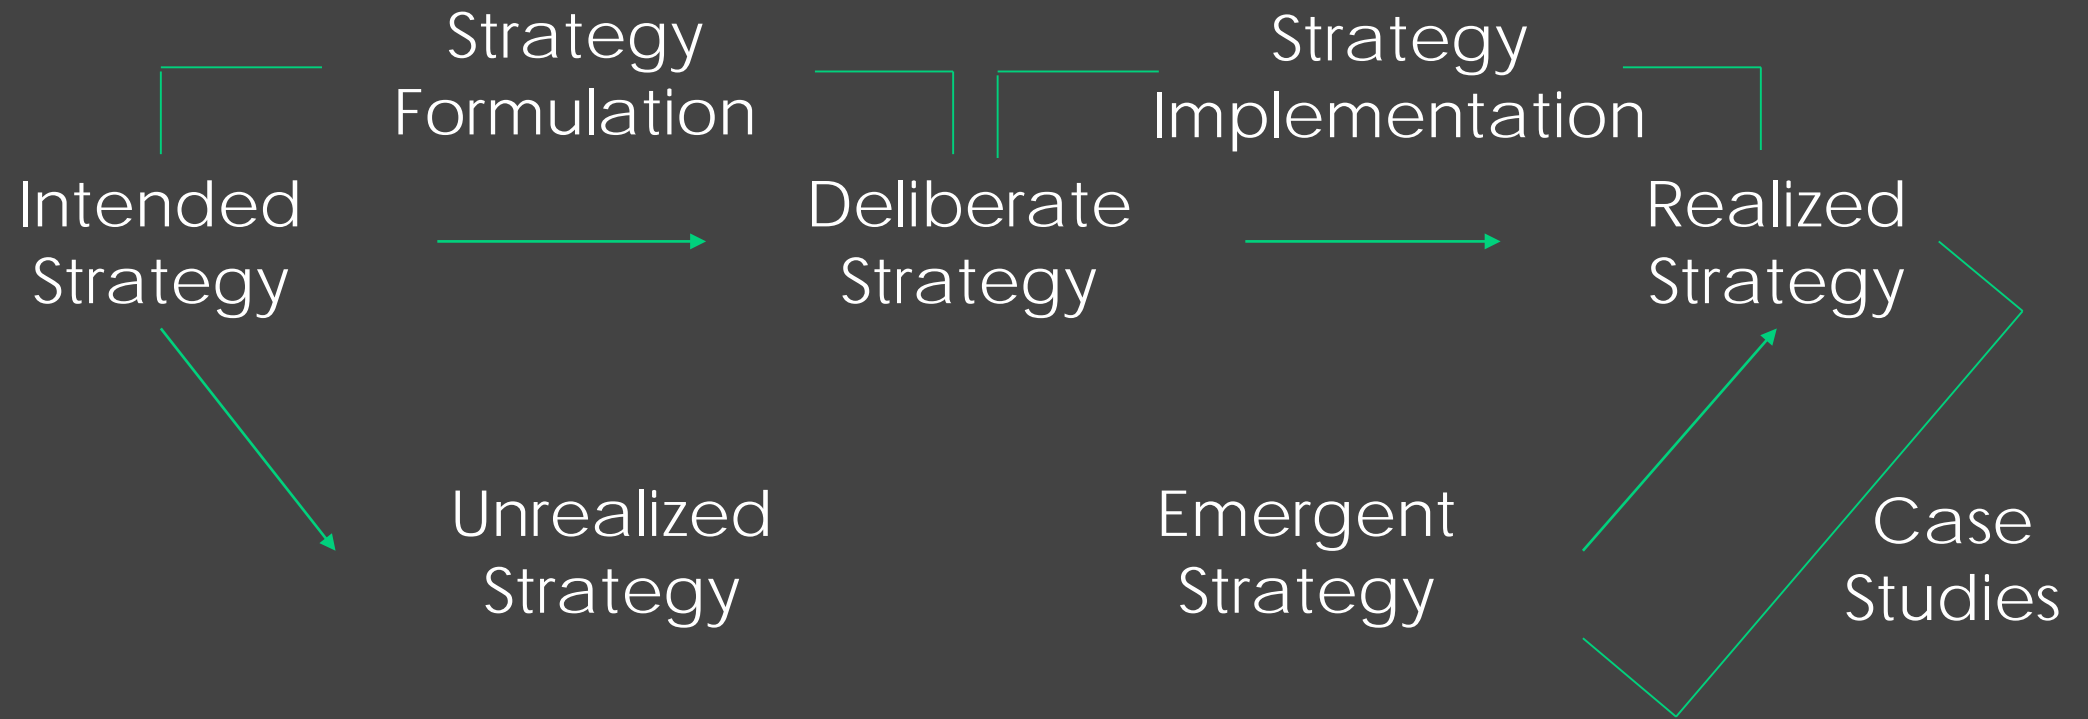 Strategy
Formulation
Strategy
Implementation
Intended
Strategy
Deliberate
Strategy
Realized
Strategy
Unrealized
Strategy
Emergent
Strategy
Case
Studies